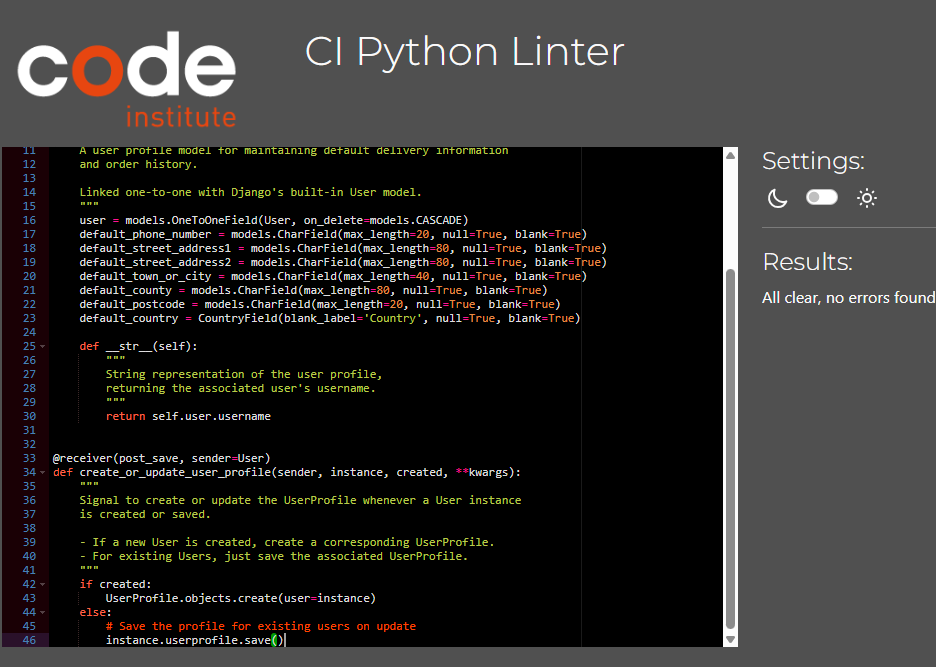 code
institute
CI Python Linter
11 A user profile model for maintaining default delivery information
12 and order history.
13
14 Linked one-to-one with Django's built-in User model.
15 """
16 user = models.OneToOneField(User, on_delete=models.CASCADE)
17 default_phone_number = models.CharField(max_length=20, null=True, blank=True)
18 default_street_address1 = models.CharField(max_length=80, null=True, blank=True)
19 default_street_address2 = models.CharField(max_length=80, null=True, blank=True)
20 default_town_or_city = models.CharField(max_length=40, null=True, blank=True)
21 default_county = models.CharField(max_length=80, null=True, blank=True)
22 default_postcode = models.CharField(max_length=20, null=True, blank=True)
23 default_country = CountryField(blank_label='Country', null=True, blank=True)
24
25 def __str__(self):
26 """
27 String representation of the user profile,
28 returning the associated user's username.
29 """
30 return self.user.username
31
32
33 @receiver(post_save, sender=User)
34 def create_or_update_user_profile(sender, instance, created, **kwargs):
35 """
36 Signal to create or update the UserProfile whenever a User instance
37 is created or saved.
38
39 - If a new User is created, create a corresponding UserProfile.
40 - For existing Users, just save the associated UserProfile.
41 """
42 if created:
43 UserProfile.objects.create(user=instance)
44 else:
45 # Save the profile for existing users on update
46 instance.userprofile.save()
Settings:
Results:
All clear, no errors found